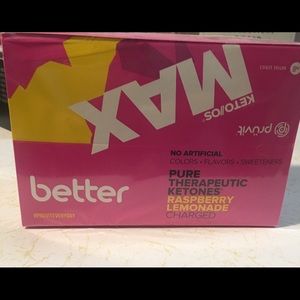 KETO//OS
MAX
prüvit
NO ARTIFICIAL
COLORS • FLAVORS • SWEETENERS
PURE
THERAPEUTIC
KETONES
RASPBERRY
LEMONADE
CHARGED
better